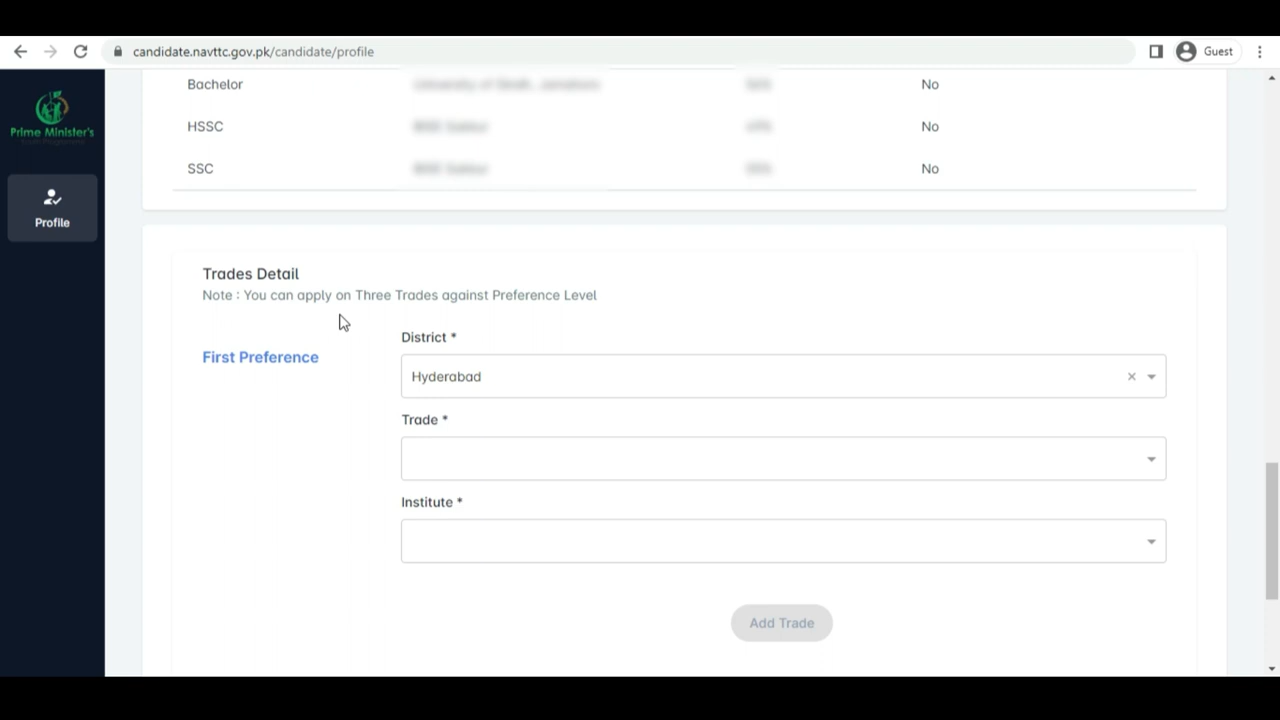 candidate.navttc.gov.pk/candidate/profile
Guest
Prime Minister's
Profile
Bachelor No
HSSC No
SSC No
Trades Detail
Note : You can apply on Three Trades against Preference Level
First Preference
District *
Hyderabad
Trade *
Institute *
Add Trade